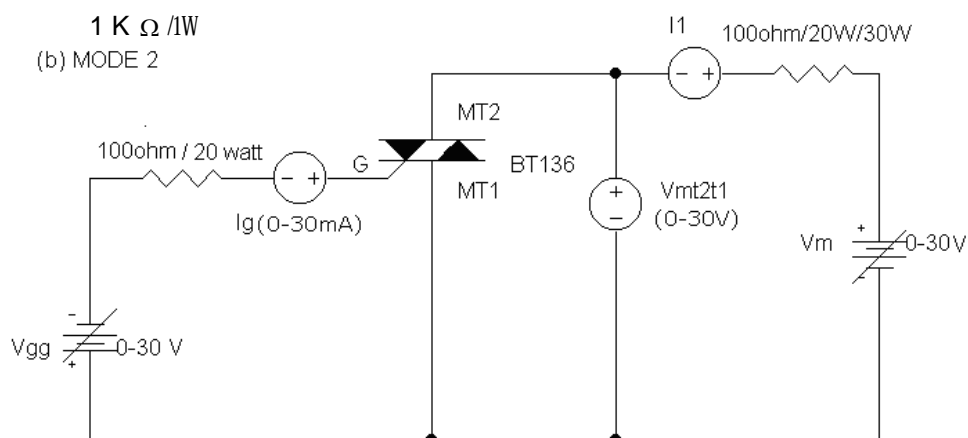 1 K Ω /1W
(b) MODE 2
I1
100ohm/20W/30W
- +
MT2
100ohm / 20 watt
G
BT136
- +
MT1
Ig(0-30mA)
+
-
Vmt2t1
(0-30V)
+
Vm
0-30V
-
-
Vgg
0-30 V
+